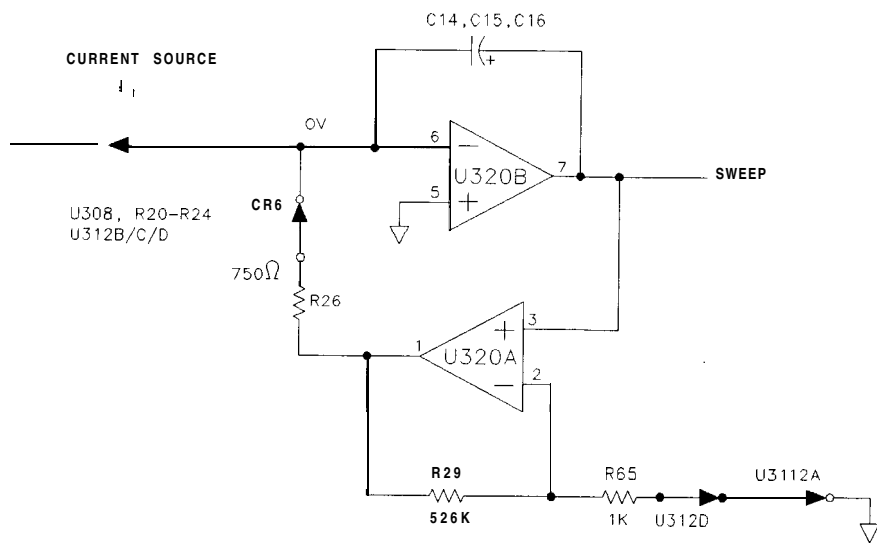 C14,C15,C16
CURRENT SOURCE
+
0V
6
−
7
U320B
SWEEP
5
+
CR6
U308, R20-R24
U312B/C/D
750Ω
R26
1
+
3
U320A
−
2
R29
526K
R65
1K
U312D
U3112A